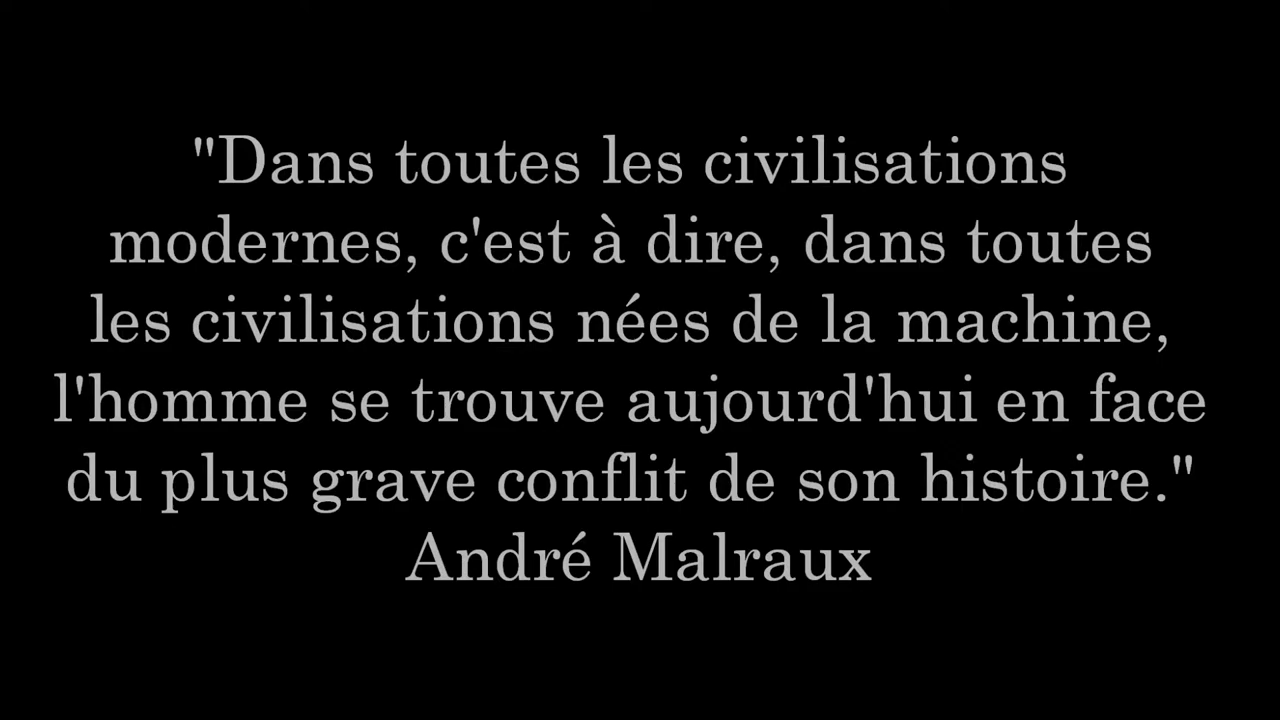 "Dans toutes les civilisations
modernes, c'est à dire, dans toutes
les civilisations nées de la machine,
l'homme se trouve aujourd'hui en face
du plus grave conflit de son histoire."
André Malraux